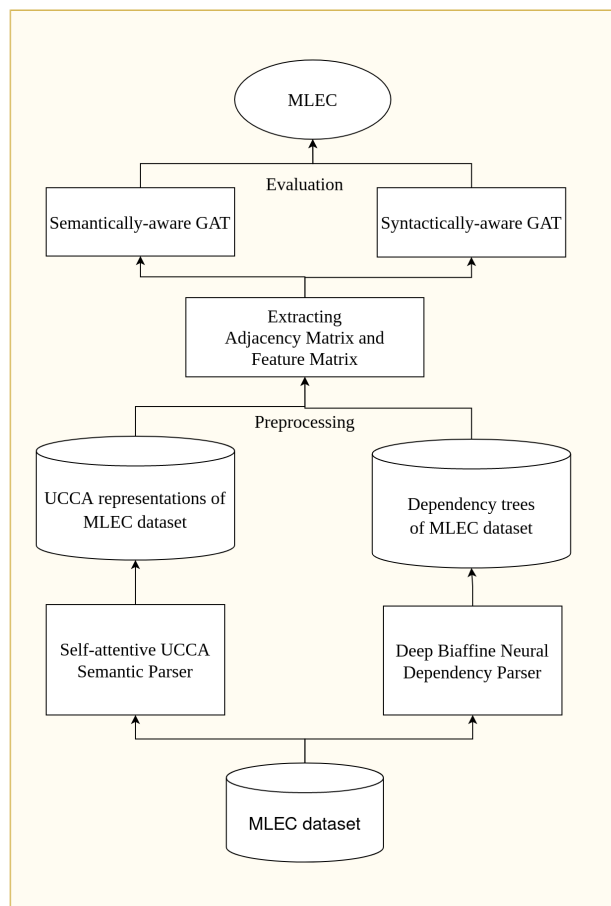 MLEC
Evaluation
Semantically-aware GAT
Syntactically-aware GAT
Extracting
Adjacency Matrix and
Feature Matrix
Preprocessing
UCCA representations of
MLEC dataset
Dependency trees
of MLEC dataset
Self-attentive UCCA
Semantic Parser
Deep Biaffine Neural
Dependency Parser
MLEC dataset